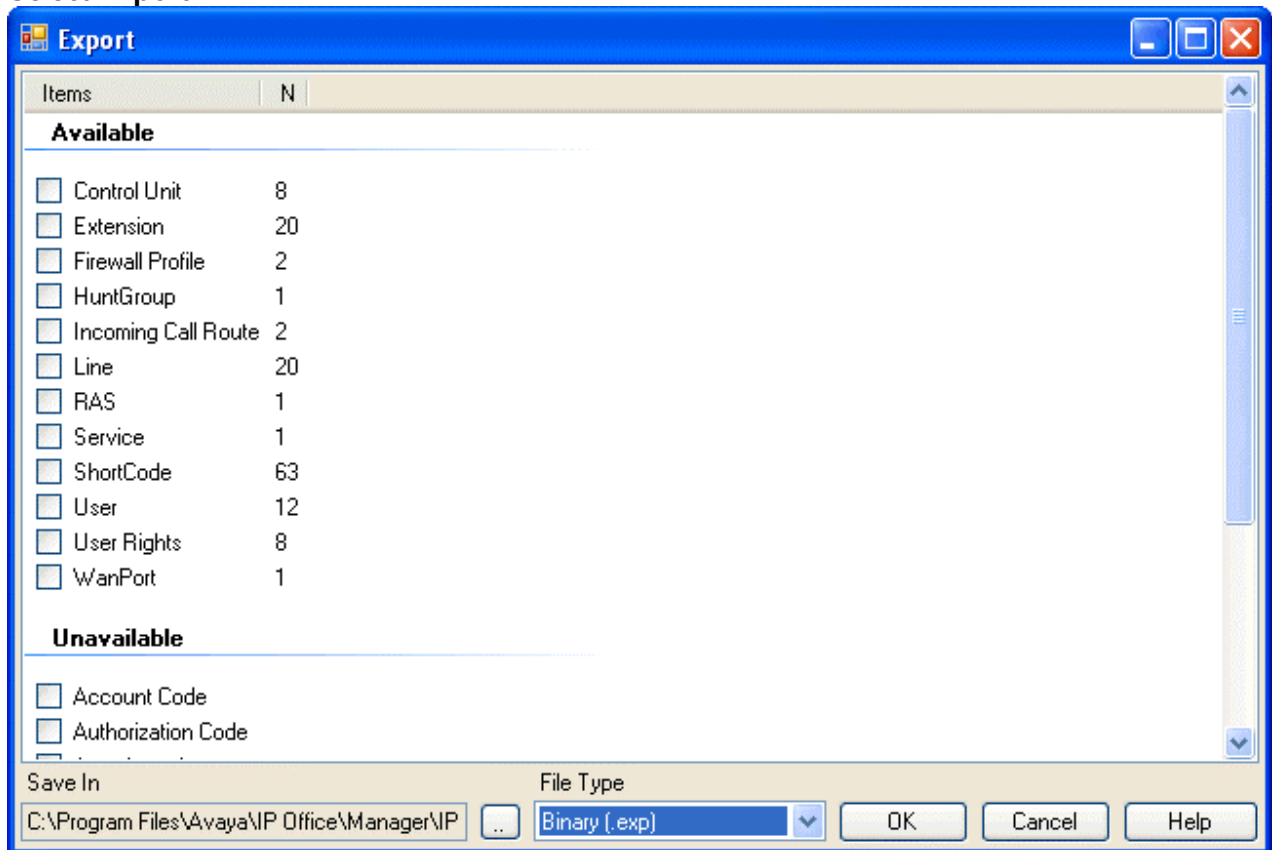 Export
Items N
Available
Control Unit 8
Extension 20
Firewall Profile 2
HuntGroup 1
Incoming Call Route 2
Line 20
RAS 1
Service 1
ShortCode 63
User 12
User Rights 8
WanPort 1
Unavailable
Account Code
Authorization Code
Save In File Type
C:\Program Files\Avaya\IP Office\Manager\IP .. Binary (.exp) OK Cancel Help